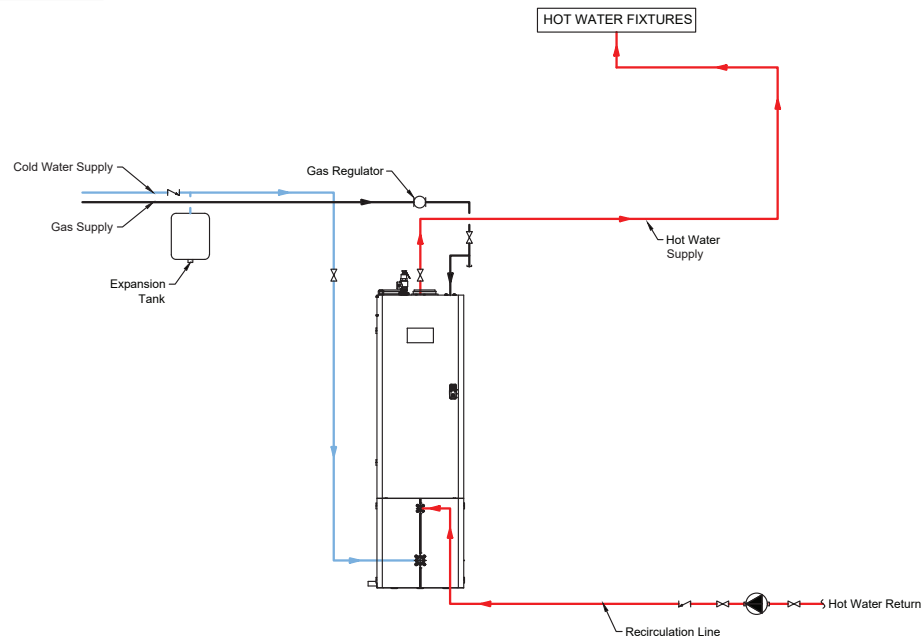 HOT WATER FIXTURES
Cold Water Supply
Gas Regulator
Gas Supply
Hot Water
Supply
Expansion
Tank
Hot Water Return
Recirculation Line